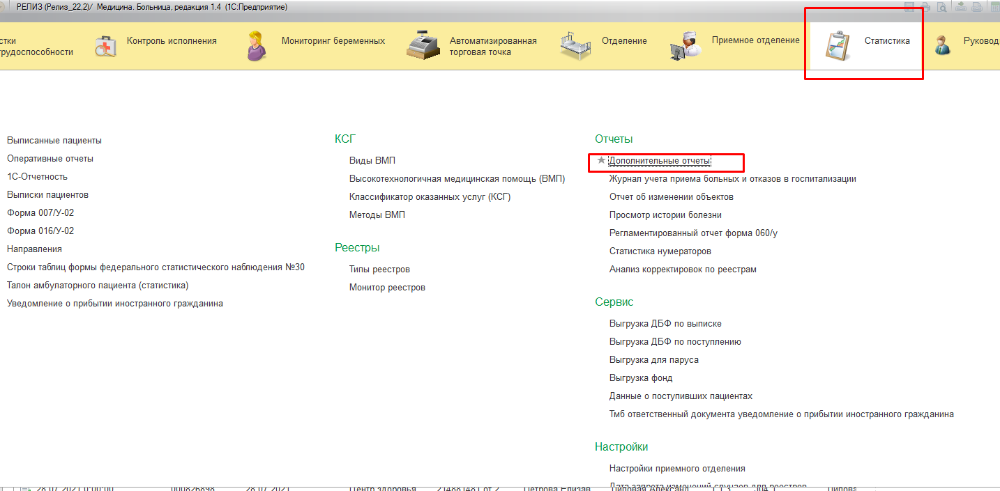 РЕЛИЗ (Релиз_22,2)/ Медицина. Больница, редакция 1.4 (1С:Предприятие)
Контроль исполнения
Мониторинг беременных
Автоматизированная
торговая точка
Отделение
Приемное отделение
Статистика
Выписанные пациенты
Оперативные отчеты
1С-Отчетность
Выписки пациентов
Форма 007/У-02
Форма 016/У-02
Направления
Строки таблиц формы федерального статистического наблюдения №30
Талон амбулаторного пациента (статистика)
Уведомление о прибытии иностранного гражданина
КСГ
Виды ВМП
Высокотехнологичная медицинская помощь (ВМП)
Классификатор оказанных услуг (КСГ)
Методы ВМП
Реестры
Типы реестров
Монитор реестров
Отчеты
Дополнительные отчеты
Журнал учета приема больных и отказов в госпитализации
Отчет об изменении объектов
Просмотр истории болезни
Регламентированный отчет форма 060/у
Статистика нумераторов
Анализ корректировок по реестрам
Сервис
Выгрузка ДБФ по выписке
Выгрузка ДБФ по поступлению
Выгрузка для паруса
Выгрузка фонд
Данные о поступивших пациентах
Тмб ответственный документа уведомление о прибытии иностранного гражданина
Настройки
Настройки приемного отделения
Дата запрета изменений случаев для реестров